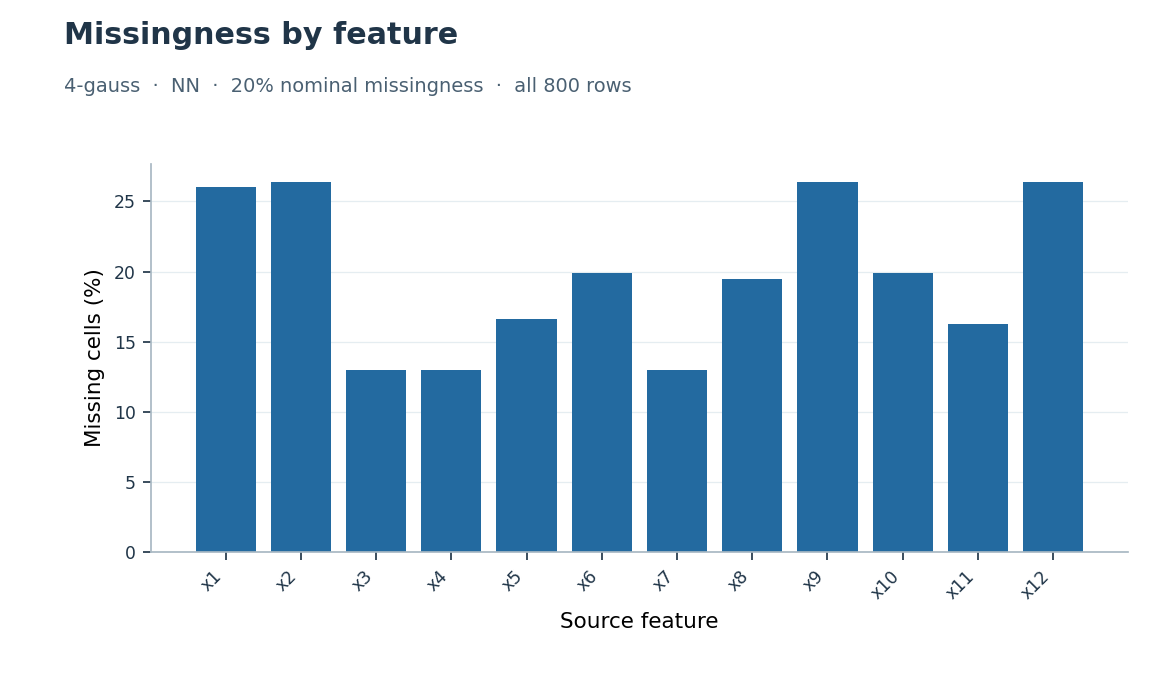 Missingness by feature
4-gauss · NN · 20% nominal missingness · all 800 rows
Missing cells (%)
25
20
15
10
5
0
x1 x2 x3 x4 x5 x6 x7 x8 x9 x10 x11 x12
Source feature